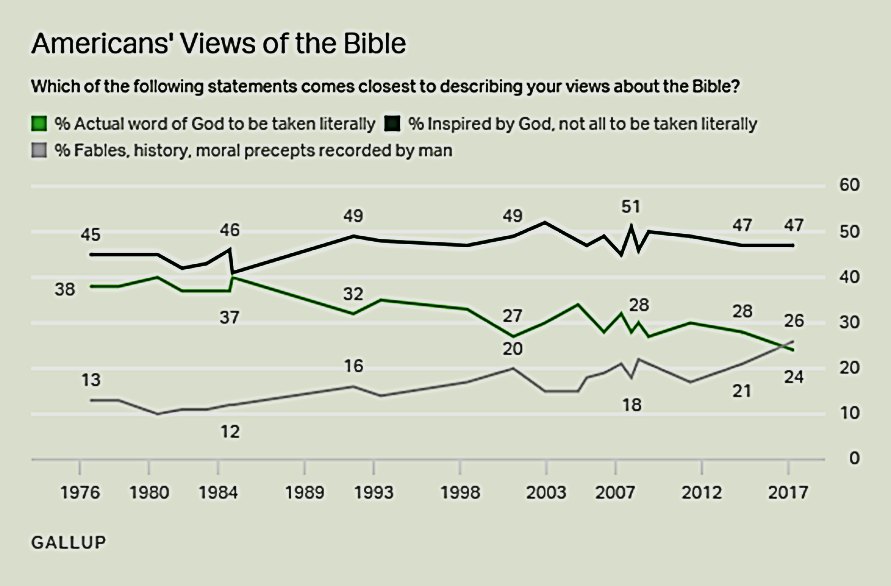 Americans' Views of the Bible
Which of the following statements comes closest to describing your views about the Bible?
% Actual word of God to be taken literally % Inspired by God, not all to be taken literally
% Fables, history, moral precepts recorded by man
60
51
49 49
46 47 47
45 50
40
38
32
37
28 28
27 26
30
20
16
13 20
24
21
18
12
10
0
1976 1980 1984 1989 1993 1998 2003 2007 2012 2017
GALLUP